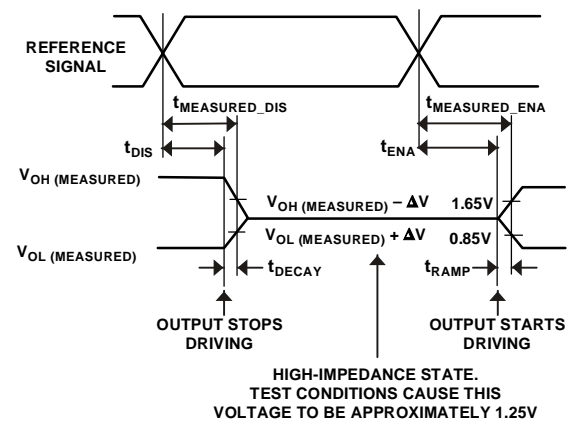 REFERENCE
SIGNAL
tMEASURED_DIS
tMEASURED_ENA
tDIS
tENA
VOH (MEASURED)
VOH (MEASURED) – ΔV
1.65V
VOL (MEASURED) + ΔV
0.85V
VOL (MEASURED)
tDECAY
tRAMP
OUTPUT STOPS
DRIVING
OUTPUT STARTS
DRIVING
HIGH-IMPEDANCE STATE.
TEST CONDITIONS CAUSE THIS
VOLTAGE TO BE APPROXIMATELY 1.25V